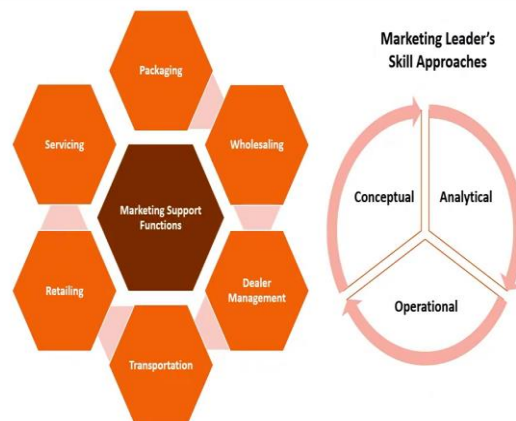 Marketing Leader's
Skill Approaches
Packaging
Servicing
Wholesaling
Marketing Support
Functions
Retailing
Dealer
Management
Transportation
Conceptual
Analytical
Operational